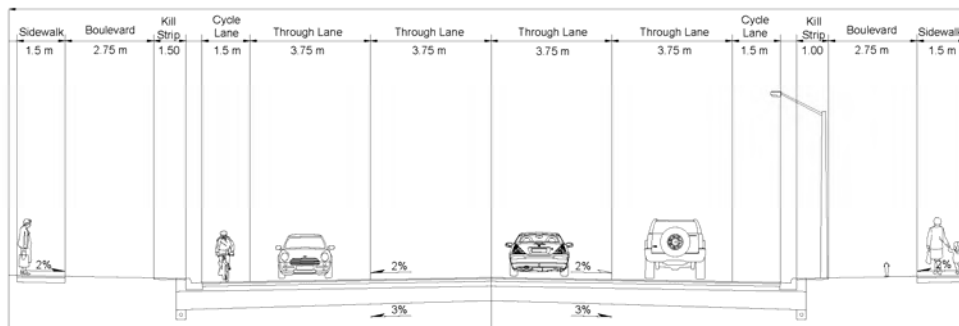 Sidewalk
1.5 m
Boulevard
2.75 m
Kill
Strip
1.50
Cycle
Lane
1.5 m
Through Lane
3.75 m
Through Lane
3.75 m
Through Lane
3.75 m
Through Lane
3.75 m
Cycle
Lane
1.5 m
Kill
Strip
1.00
Boulevard
2.75 m
Sidewalk
1.5 m
2%
2%
2%
2%
3%
3%